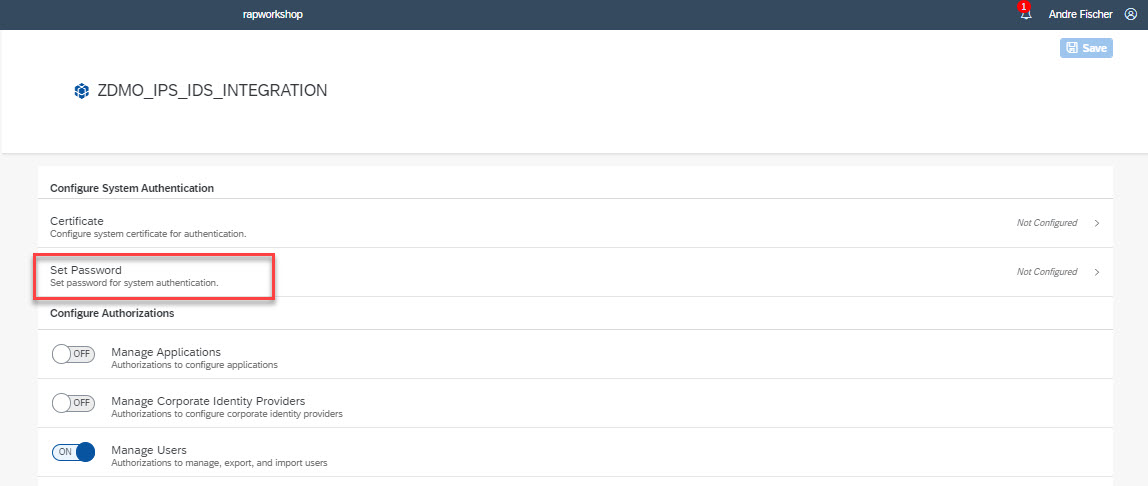 rapworkshop
1
Andre Fischer
Save
ZDMO_IPS_IDS_INTEGRATION
Configure System Authentication
Certificate
Not Configured
Configure system certificate for authentication.
Set Password
Not Configured
Set password for system authentication.
Configure Authorizations
OFF
Manage Applications
Authorizations to configure applications
OFF
Manage Corporate Identity Providers
Authorizations to configure corporate identity providers
ON
Manage Users
Authorizations to manage, export, and import users